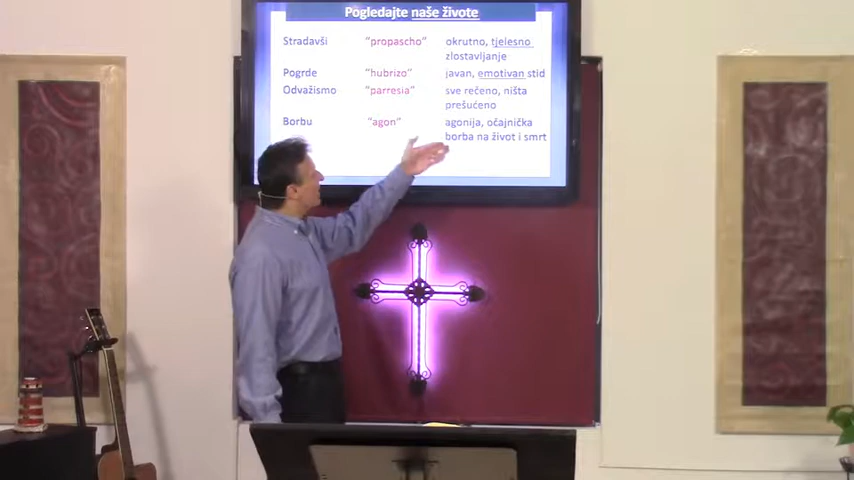 Pogledajte naše živote
Stradavši "propascho" okrutno, tjelesno
zlostavljanje
Pogrde "hubrizo" javan, emotivan stid
Odvažismo "parresia" sve rečeno, ništa
prešućeno
Borbu "agon" agonija, očajnička
borba na život i smrt